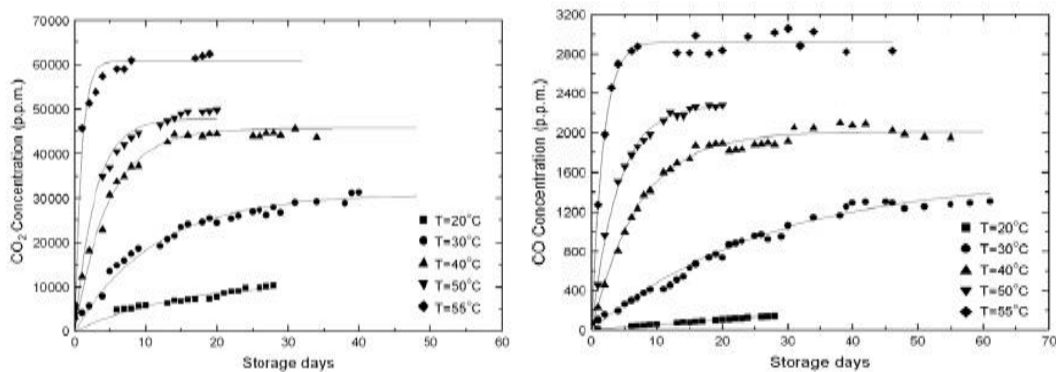 CO2 Concentration (p.p.m.)
70000
60000
50000
40000
30000
20000
10000
0
0 10 20 30 40 50 60
Storage days
T=20°C
T=30°C
T=40°C
T=50°C
T=55°C
CO Concentration (p.p.m.)
3200
2800
2400
2000
1600
1200
800
400
0
0 10 20 30 40 50 60 70
Storage days
T=20°C
T=30°C
T=40°C
T=50°C
T=55°C